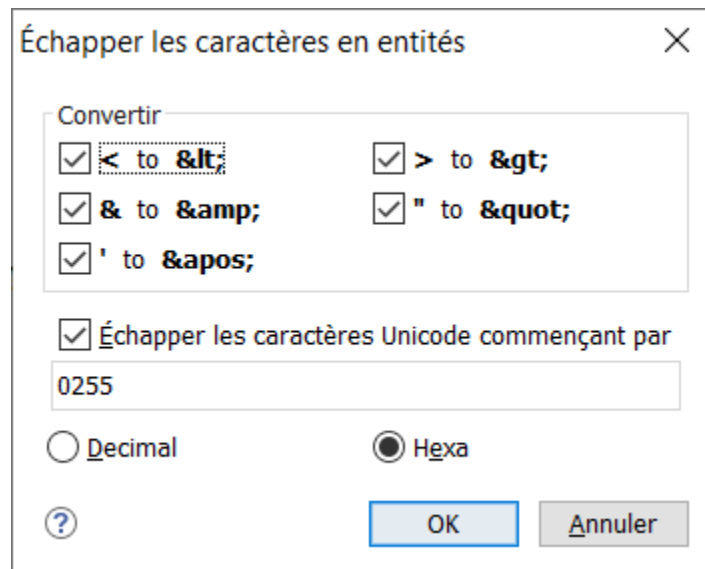 Échapper les caractères en entités
Convertir
< to &lt; > to &gt;
& to &amp; " to &quot;
' to &apos;
Échapper les caractères Unicode commençant par
0255
Decimal Hexa
? OK Annuler